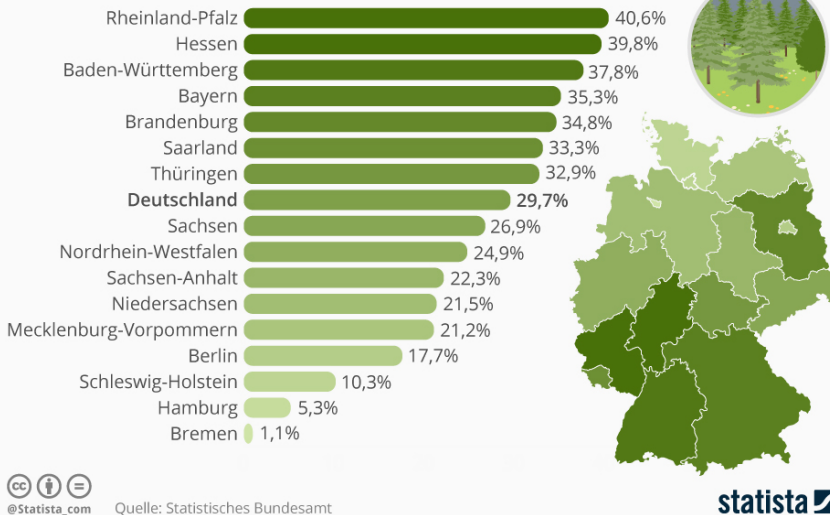 Rheinland-Pfalz 40,6%
Hessen 39,8%
Baden-Württemberg 37,8%
Bayern 35,3%
Brandenburg 34,8%
Saarland 33,3%
Thüringen 32,9%
Deutschland 29,7%
Sachsen 26,9%
Nordrhein-Westfalen 24,9%
Sachsen-Anhalt 22,3%
Niedersachsen 21,5%
Mecklenburg-Vorpommern 21,2%
Berlin 17,7%
Schleswig-Holstein 10,3%
Hamburg 5,3%
Bremen 1,1%
cc
@Statista_com Quelle: Statistisches Bundesamt
statista